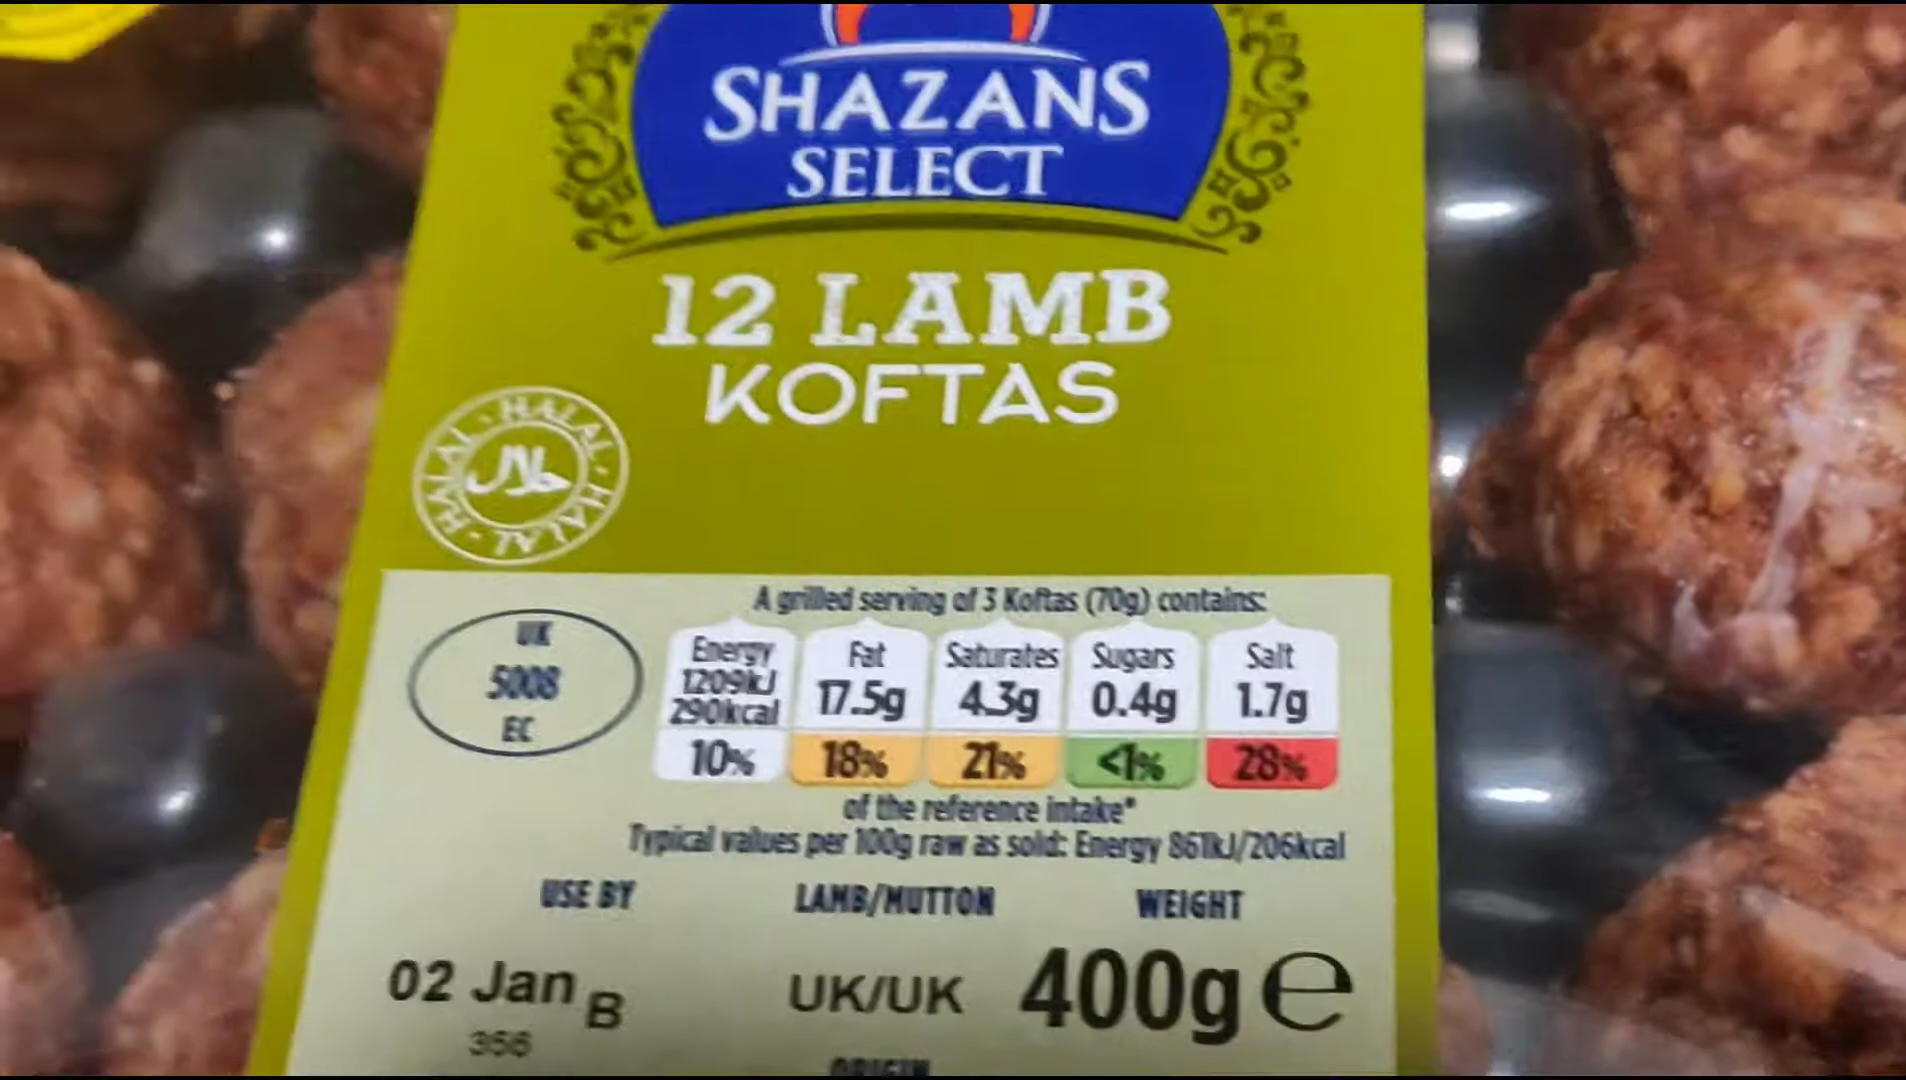 SHAZANS
SELECT
12 LAMB
KOFTAS
HALAL · HALAL · HALAL · HALAL
حلال
A grilled serving of 3 Koftas (70g) contains:
UK
5008
EC
Energy
1209kJ
290kcal
10%
Fat
17.5g
18%
Saturates
4.3g
21%
Sugars
0.4g
<1%
Salt
1.7g
28%
of the reference intake*
Typical values per 100g raw as sold: Energy 861kJ/206kcal
USE BY
LAMB/MUTTON
WEIGHT
02 Jan B
UK/UK
400g e
356
ORIGIN